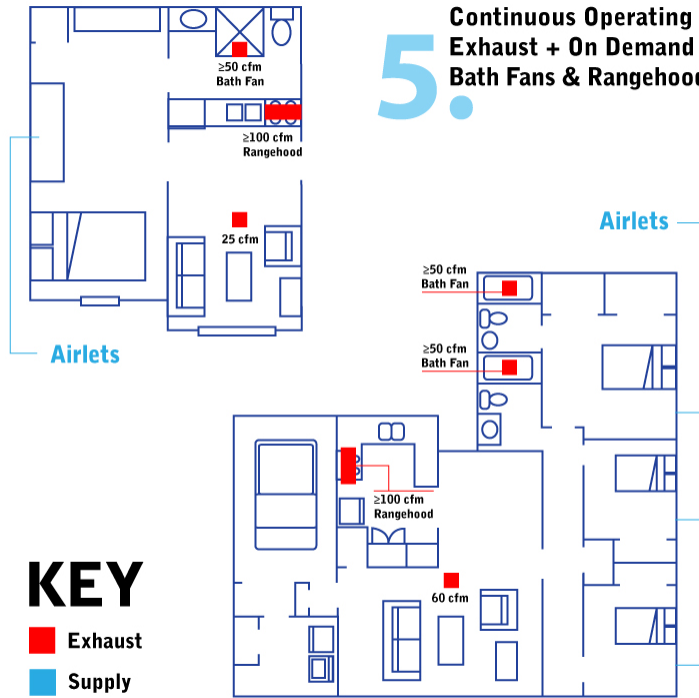 5.
Continuous Operating
Exhaust + On Demand
Bath Fans & Rangehood
≥50 cfm
Bath Fan
≥100 cfm
Rangehood
25 cfm
Airlets
Airlets
≥50 cfm
Bath Fan
≥50 cfm
Bath Fan
≥100 cfm
Rangehood
60 cfm
KEY
Exhaust
Supply